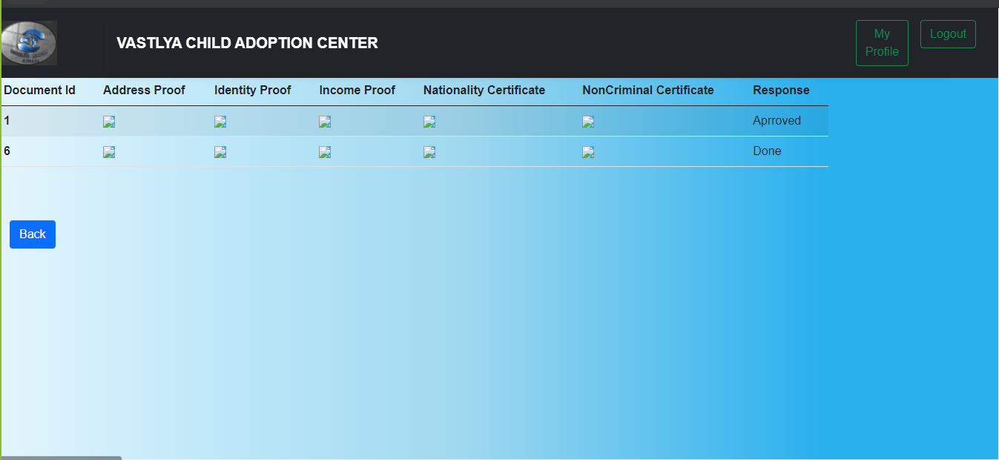 VASTLYA CHILD ADOPTION CENTER
My
Profile
Logout
Document Id Address Proof Identity Proof Income Proof Nationality Certificate NonCriminal Certificate Response
1 Aprroved
6 Done
Back